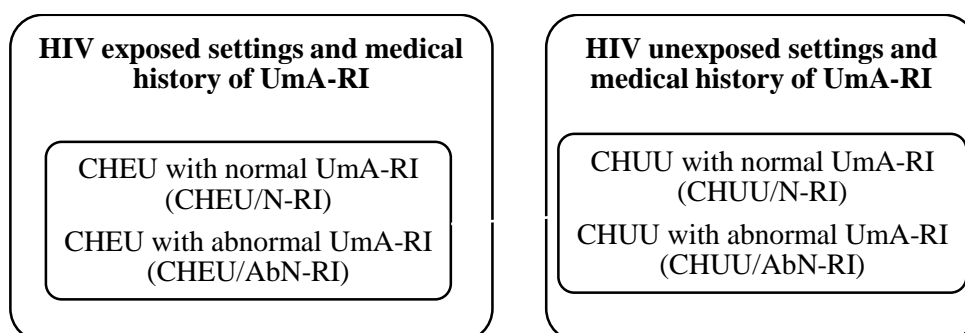 HIV exposed settings and medical
history of UmA-RI
CHEU with normal UmA-RI
(CHEU/N-RI)
CHEU with abnormal UmA-RI
(CHEU/AbN-RI)
HIV unexposed settings and
medical history of UmA-RI
CHUU with normal UmA-RI
(CHUU/N-RI)
CHUU with abnormal UmA-RI
(CHUU/AbN-RI)